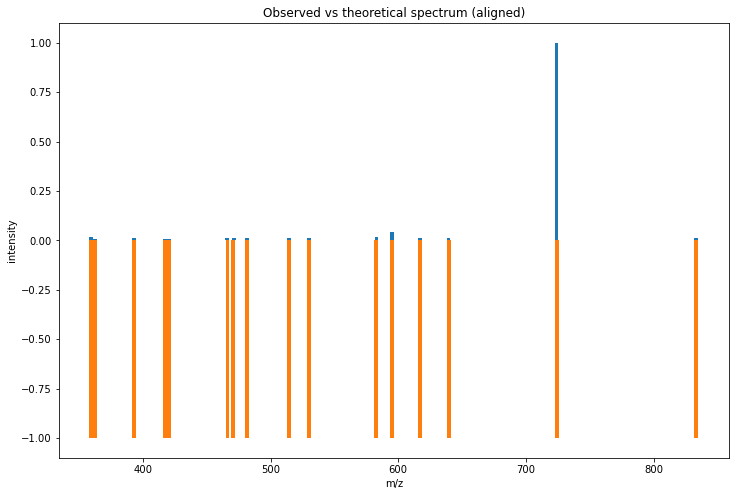 Observed vs theoretical spectrum (aligned)
1.00
0.75
0.50
0.25
0.00
−0.25
−0.50
−0.75
−1.00
intensity
400 500 600 700 800
m/z